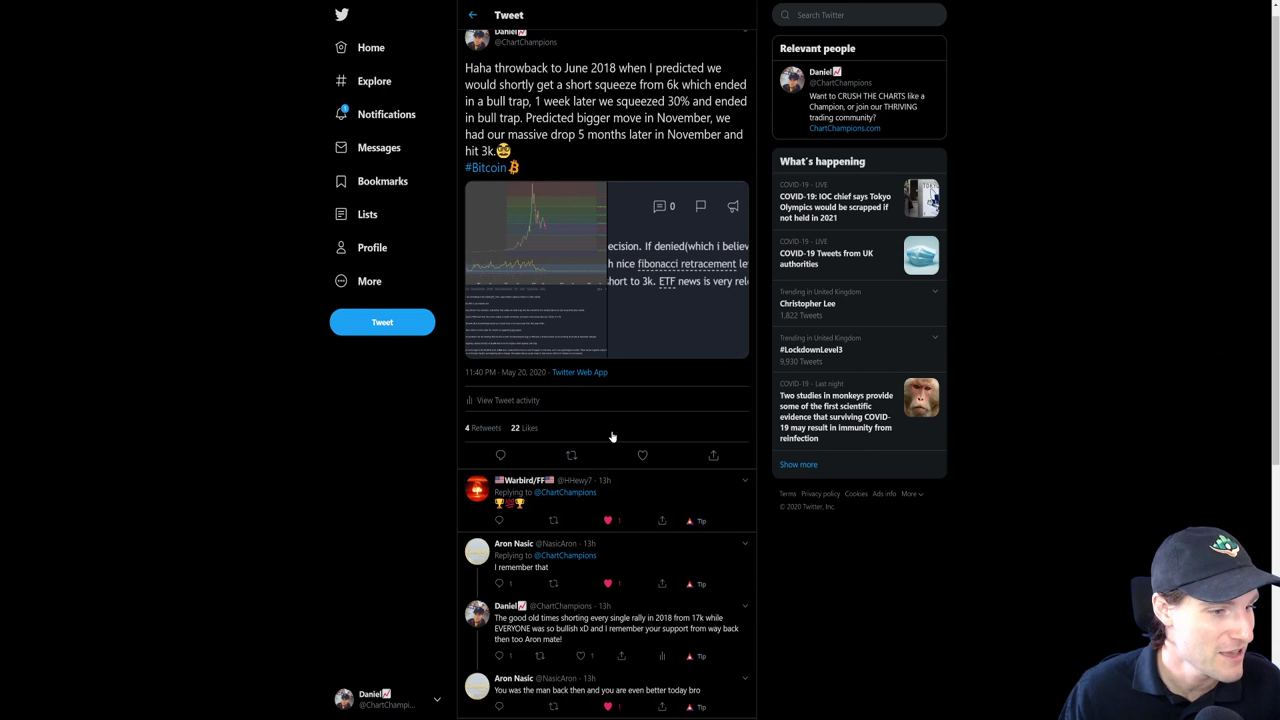 Home
Explore
1
Notifications
Messages
Bookmarks
Lists
Profile
More
Tweet
Daniel
@ChartChampi...
Tweet
Daniel
@ChartChampions
Haha throwback to June 2018 when I predicted we
would shortly get a short squeeze from 6k which ended
in a bull trap, 1 week later we squeezed 30% and ended
in bull trap. Predicted bigger move in November, we
had our massive drop 5 months later in November and
hit 3k.
#Bitcoin
0
ecision. If denied(which i believ
h nice fibonacci retracement le
hort to 3k. ETF news is very rel
11:40 PM · May 20, 2020 · Twitter Web App
View Tweet activity
4 Retweets 22 Likes
Warbird/FF @HHewy7 · 13h
Replying to @ChartChampions
🏆💯🏆
1 Tip
Aron Nasic @NasicAron · 13h
Replying to @ChartChampions
I remember that
1 1 Tip
Daniel @ChartChampions · 13h
The good old times shorting every single rally in 2018 from 17k while
EVERYONE was so bullish xD and I remember your support from way back
then too Aron mate!
1 1 Tip
Aron Nasic @NasicAron · 13h
You was the man back then and you are even better today bro
1 Tip
Search Twitter
Relevant people
Daniel
@ChartChampions
Want to CRUSH THE CHARTS like a
Champion, or join our THRIVING
trading community?
ChartChampions.com
What's happening
COVID-19 · LIVE
COVID-19: IOC chief says Tokyo
Olympics would be scrapped if
not held in 2021
COVID-19 · LIVE
COVID-19 Tweets from UK
authorities
Trending in United Kingdom
Christopher Lee
1,822 Tweets
Trending in United Kingdom
#LockdownLevel3
9,930 Tweets
COVID-19 · Last night
Two studies in monkeys provide
some of the first scientific
evidence that surviving COVID-
19 may result in immunity from
reinfection
Show more
Terms Privacy policy Cookies Ads info More
© 2020 Twitter, Inc.